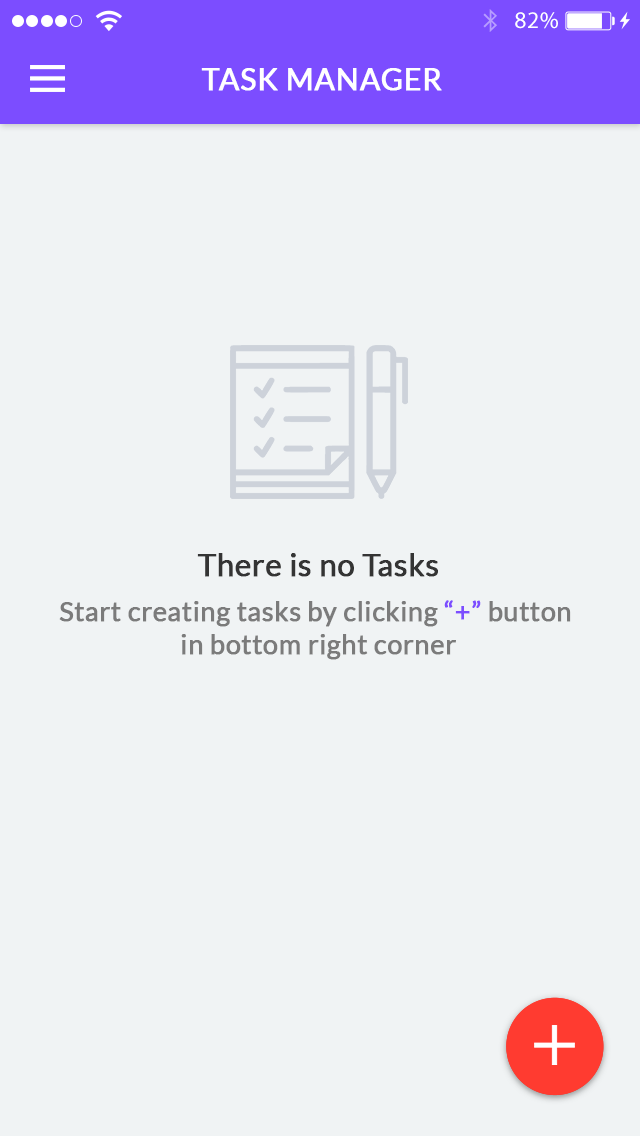 82%
TASK MANAGER
There is no Tasks
Start creating tasks by clicking “+” button
in bottom right corner